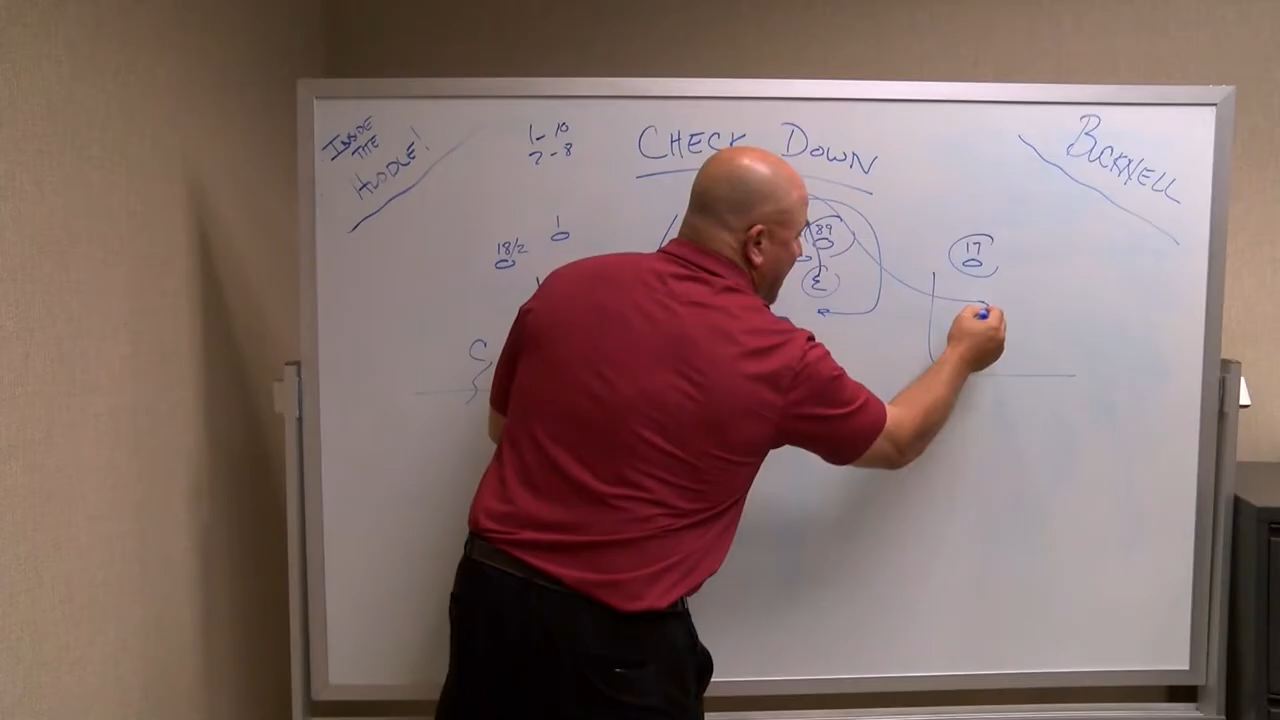 INSIDE
THE
HUDDLE!
1-10
2-8
CHECK DOWN
BUCKNELL
18/2
1
89
17
E
C